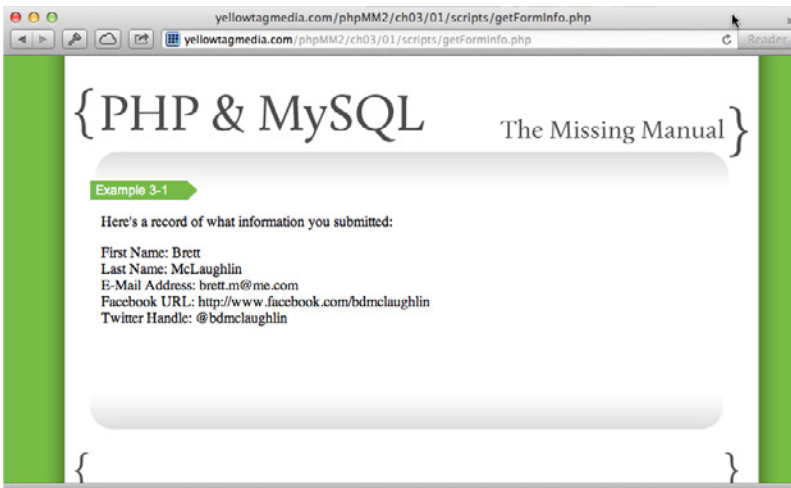 yellowtagmedia.com/phpMM2/ch03/01/scripts/getFormInfo.php
yellowtagmedia.com/phpMM2/ch03/01/scripts/getFormInfo.php
Reader
{PHP & MySQL
The Missing Manual}
Example 3-1
Here's a record of what information you submitted:
First Name: Brett
Last Name: McLaughlin
E-Mail Address: brett.m@me.com
Facebook URL: http://www.facebook.com/bdmclaughlin
Twitter Handle: @bdmclaughlin
{ }